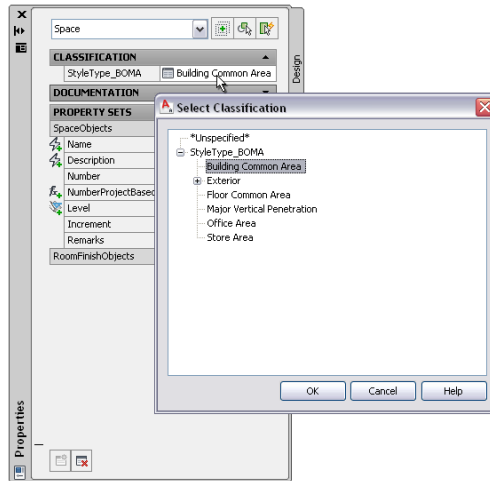 Space
CLASSIFICATION
StyleType_BOMA
Building Common Area
DOCUMENTATION
PROPERTY SETS
SpaceObjects
Name
Description
Number
NumberProjectBased
Level
Increment
Remarks
RoomFinishObjects
Design
Properties
Select Classification
*Unspecified*
StyleType_BOMA
Building Common Area
Exterior
Floor Common Area
Major Vertical Penetration
Office Area
Store Area
OK Cancel Help